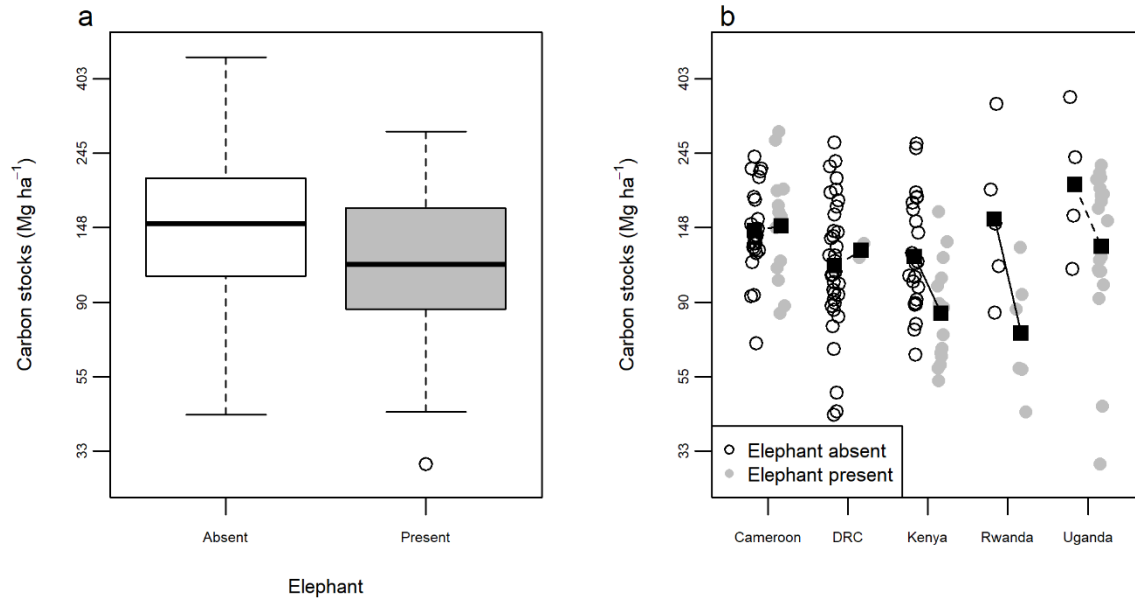 a
Carbon stocks (Mg ha⁻¹)
403
245
148
90
55
33
Absent
Present
Elephant
b
Carbon stocks (Mg ha⁻¹)
403
245
148
90
55
33
Elephant absent
Elephant present
Cameroon
DRC
Kenya
Rwanda
Uganda